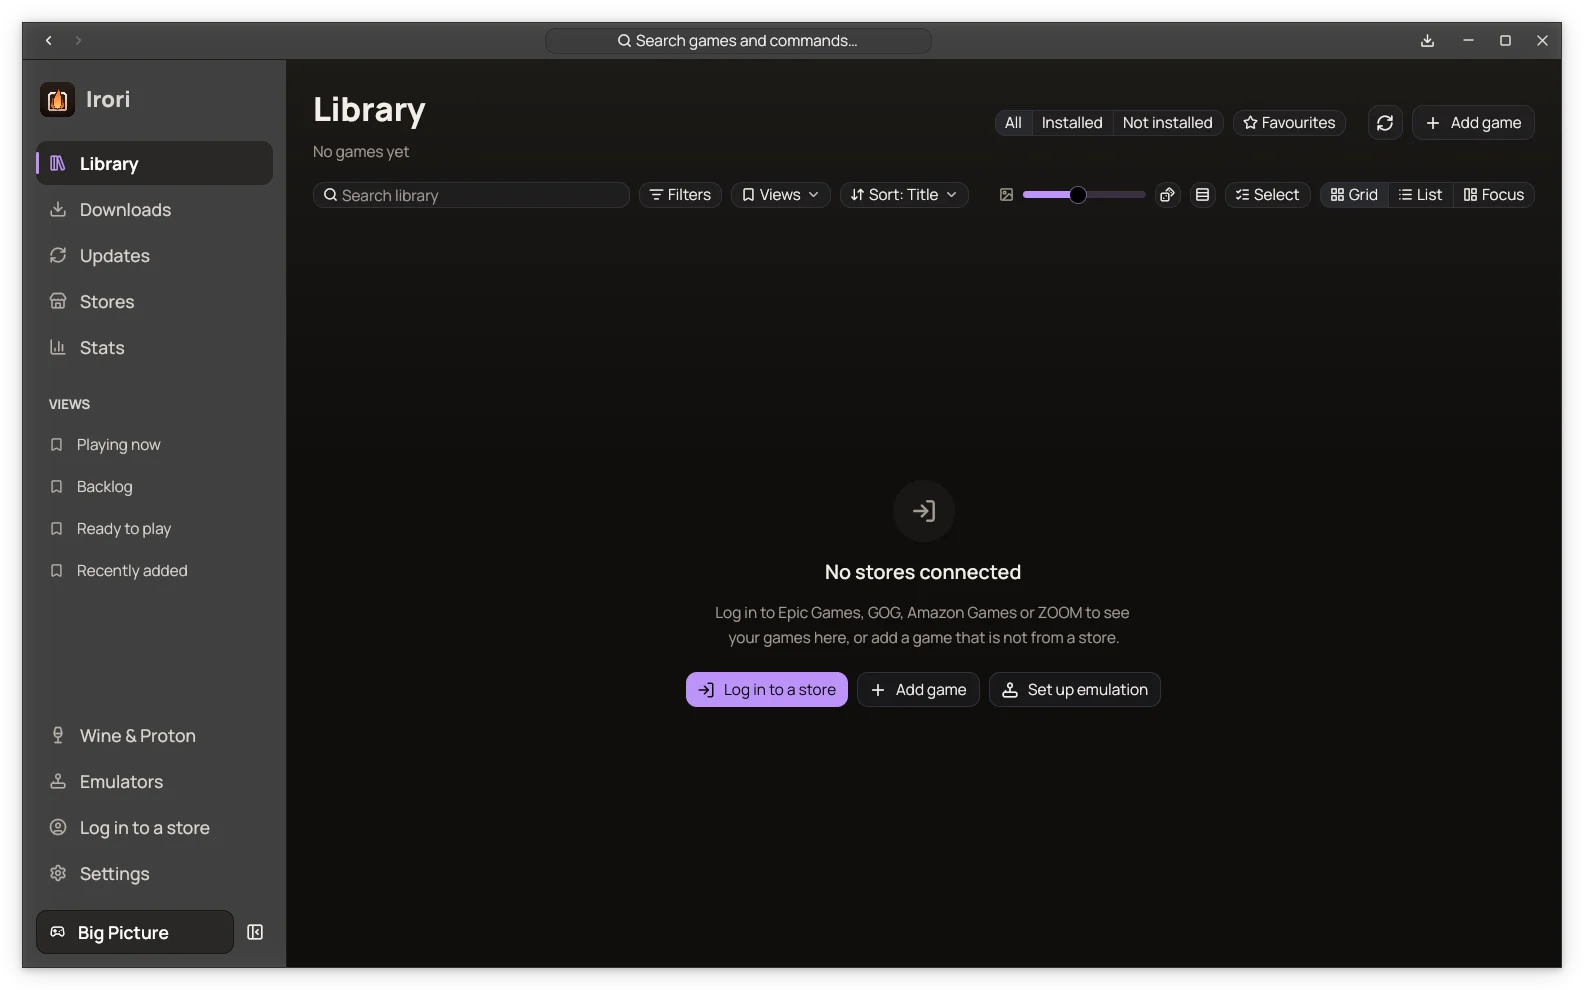 Search games and commands...
Irori
Library
Downloads
Updates
Stores
Stats
VIEWS
Playing now
Backlog
Ready to play
Recently added
Wine & Proton
Emulators
Log in to a store
Settings
Big Picture
Library
No games yet
All Installed Not installed Favourites Add game
Search library Filters Views Sort: Title Select Grid List Focus
No stores connected
Log in to Epic Games, GOG, Amazon Games or ZOOM to see
your games here, or add a game that is not from a store.
Log in to a store Add game Set up emulation